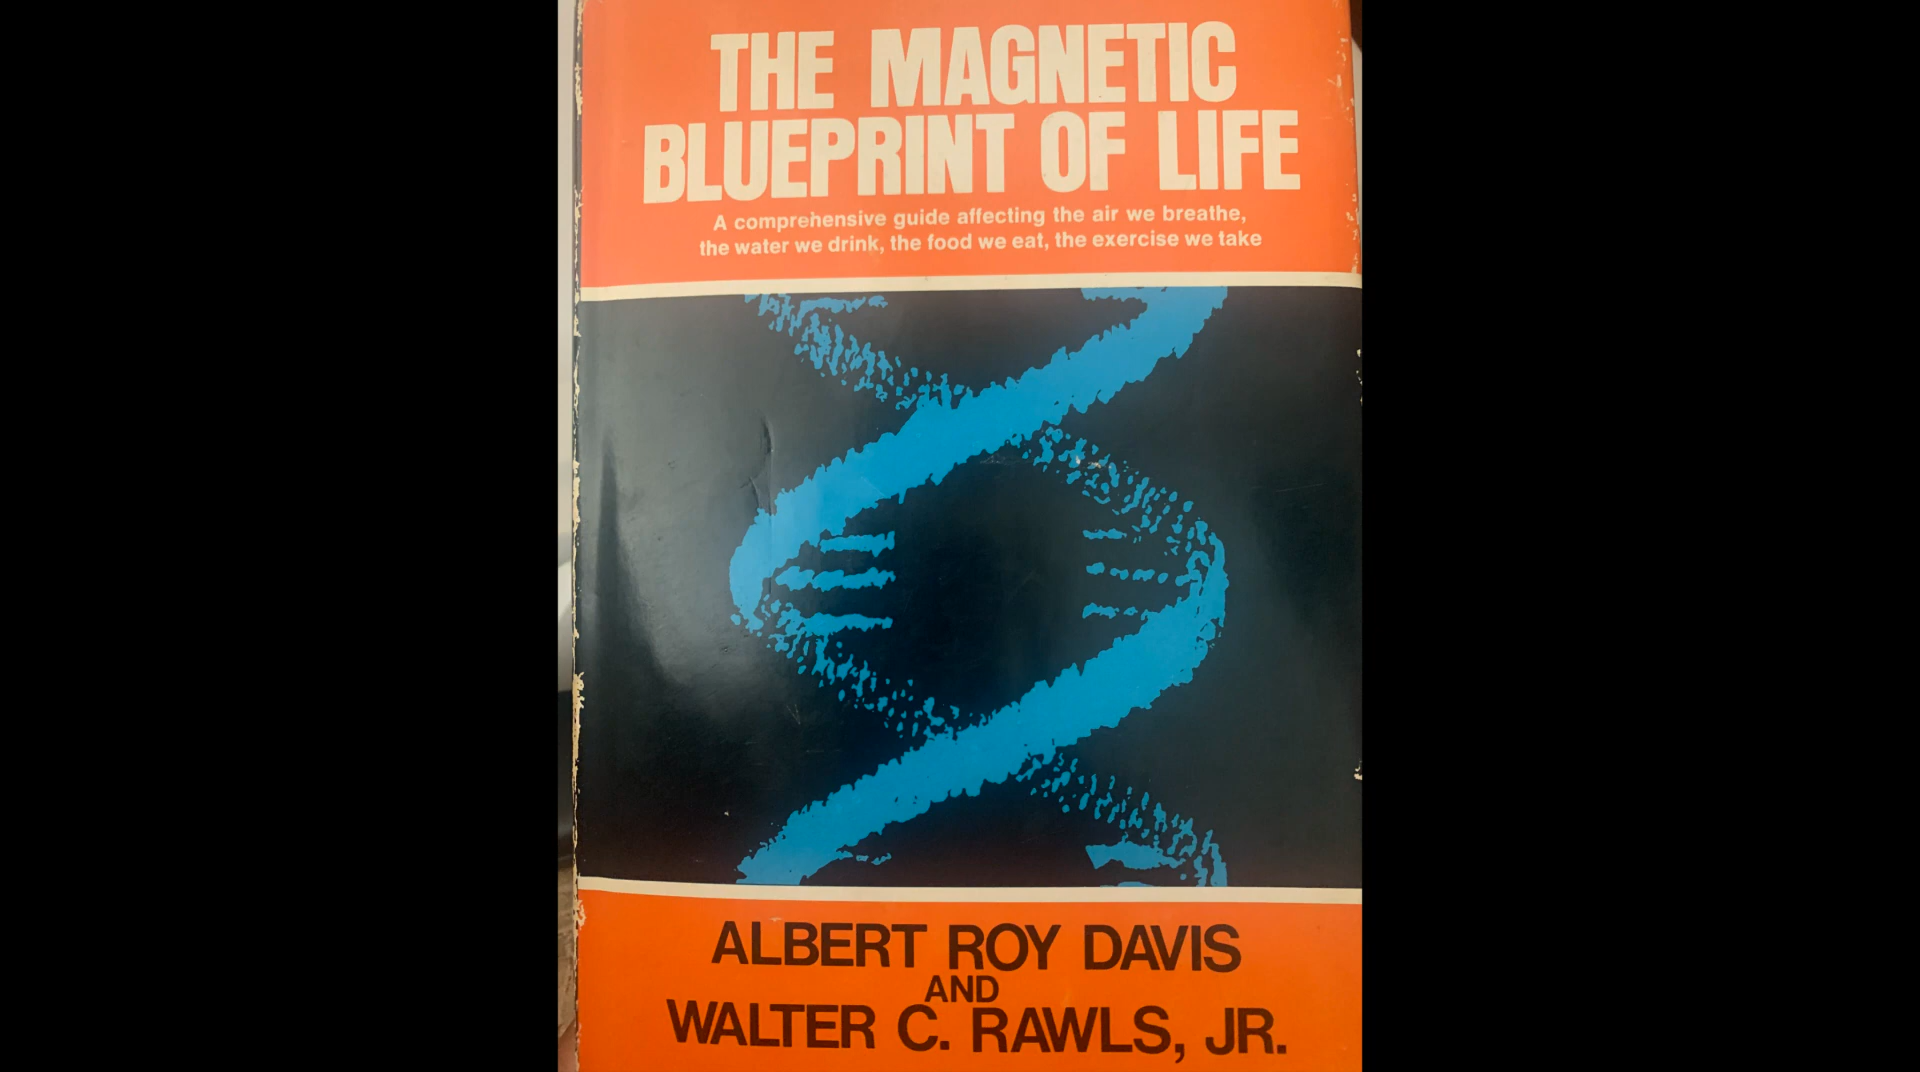 THE MAGNETIC
BLUEPRINT OF LIFE
A comprehensive guide affecting the air we breathe,
the water we drink, the food we eat, the exercise we take
ALBERT ROY DAVIS
AND
WALTER C. RAWLS, JR.